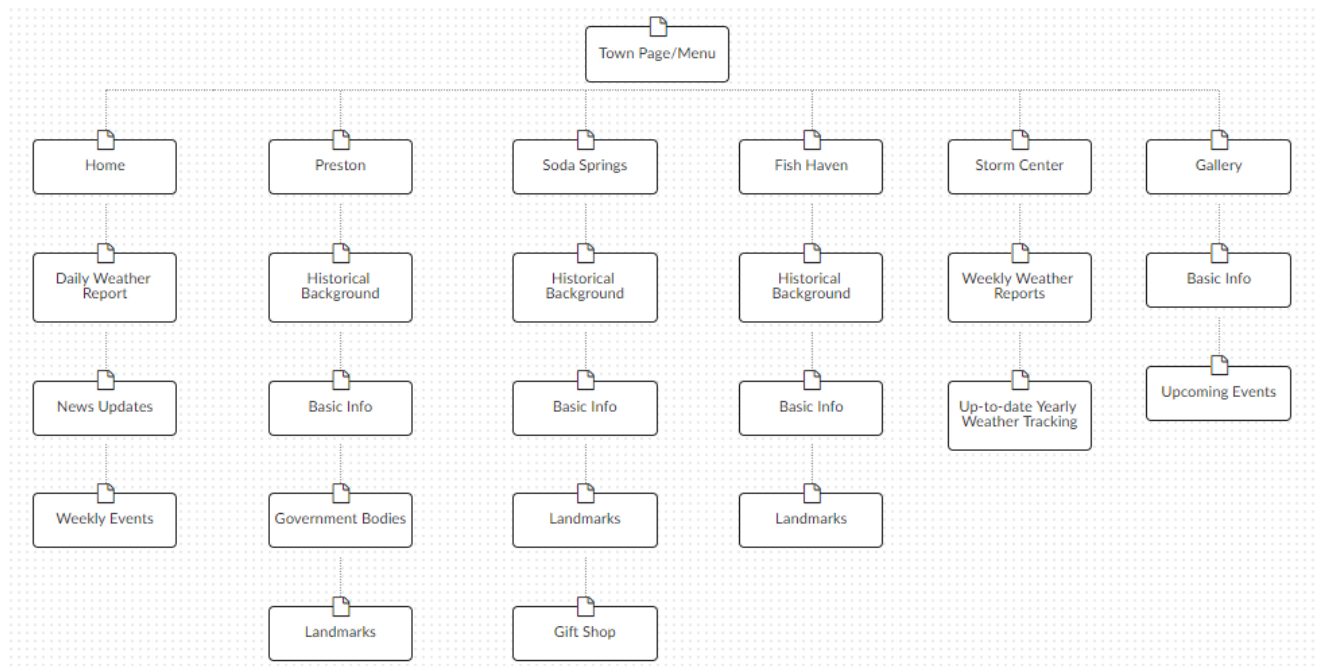 Town Page/Menu
Home
Preston
Soda Springs
Fish Haven
Storm Center
Gallery
Daily Weather
Report
Historical
Background
Historical
Background
Historical
Background
Weekly Weather
Reports
Basic Info
News Updates
Basic Info
Basic Info
Basic Info
Up-to-date Yearly
Weather Tracking
Upcoming Events
Weekly Events
Government Bodies
Landmarks
Landmarks
Landmarks
Gift Shop